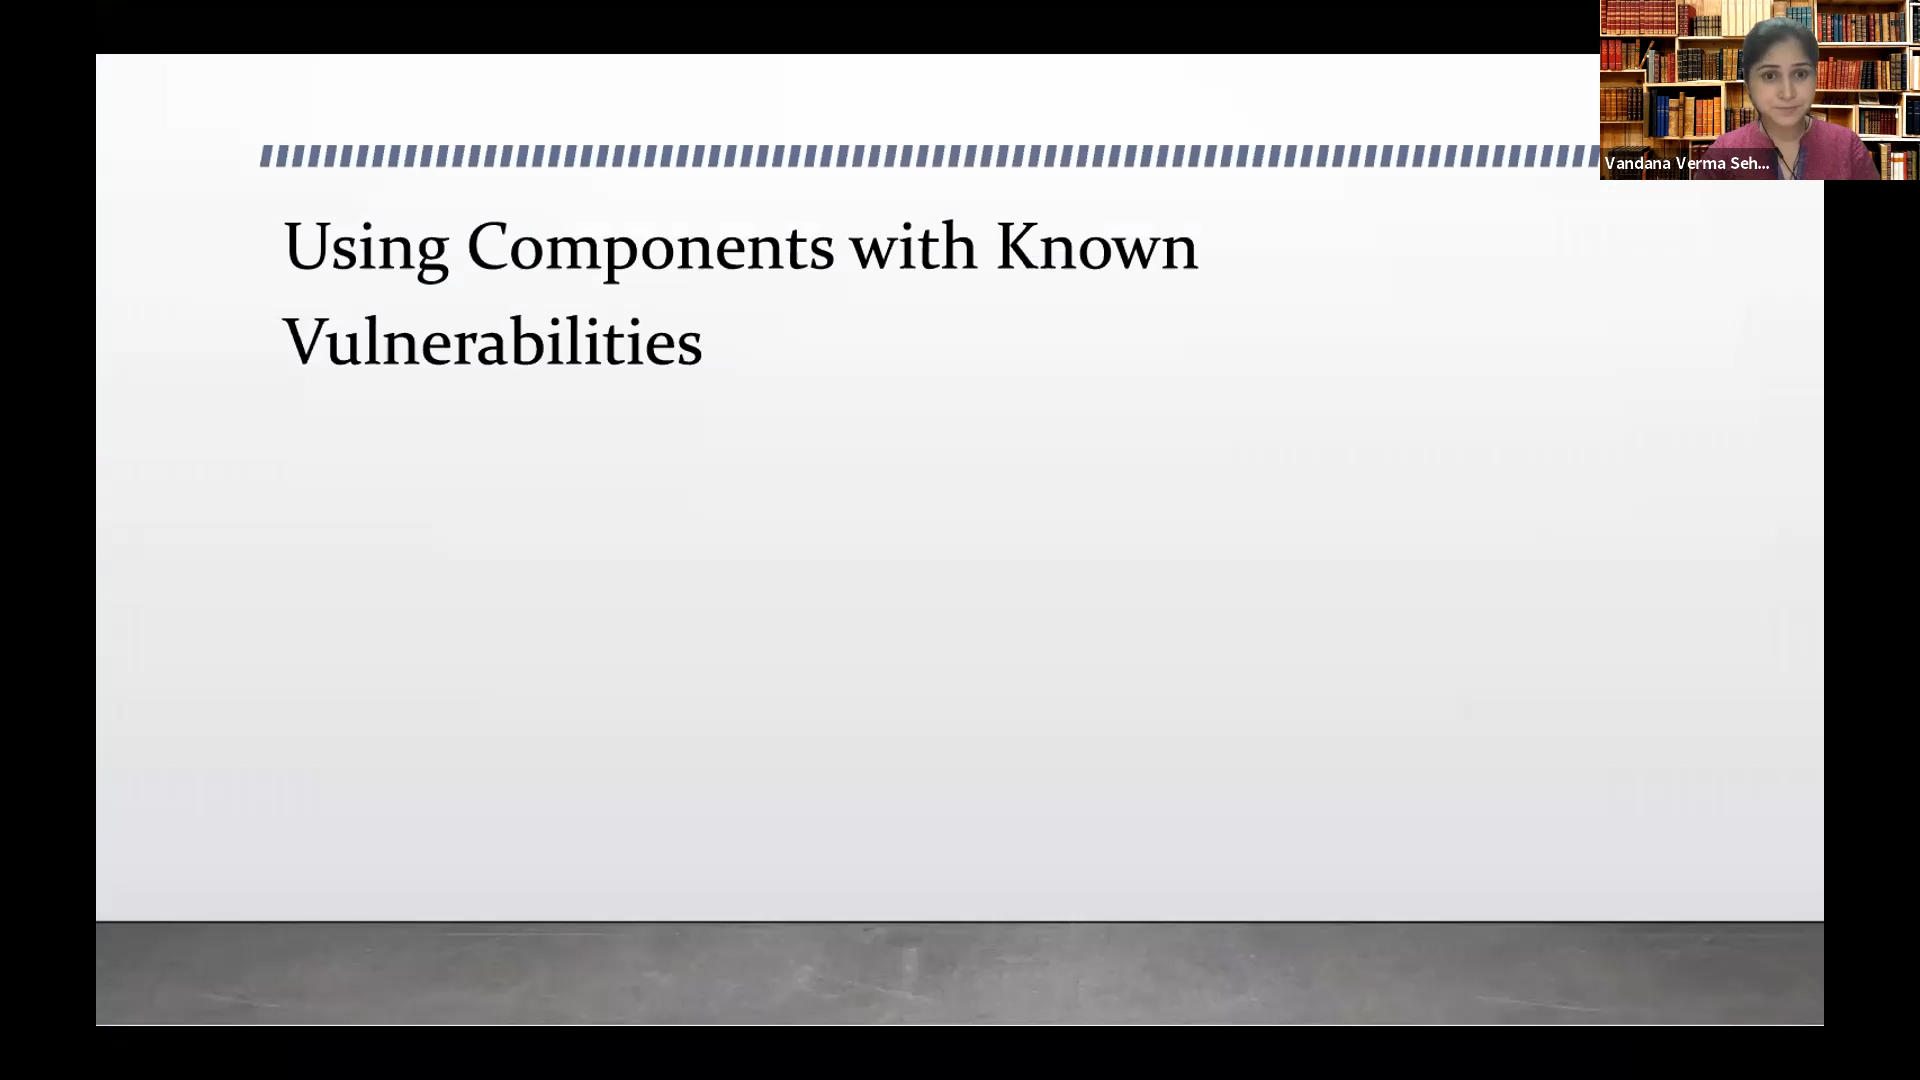 Using Components with Known
Vulnerabilities
Vandana Verma Seh...